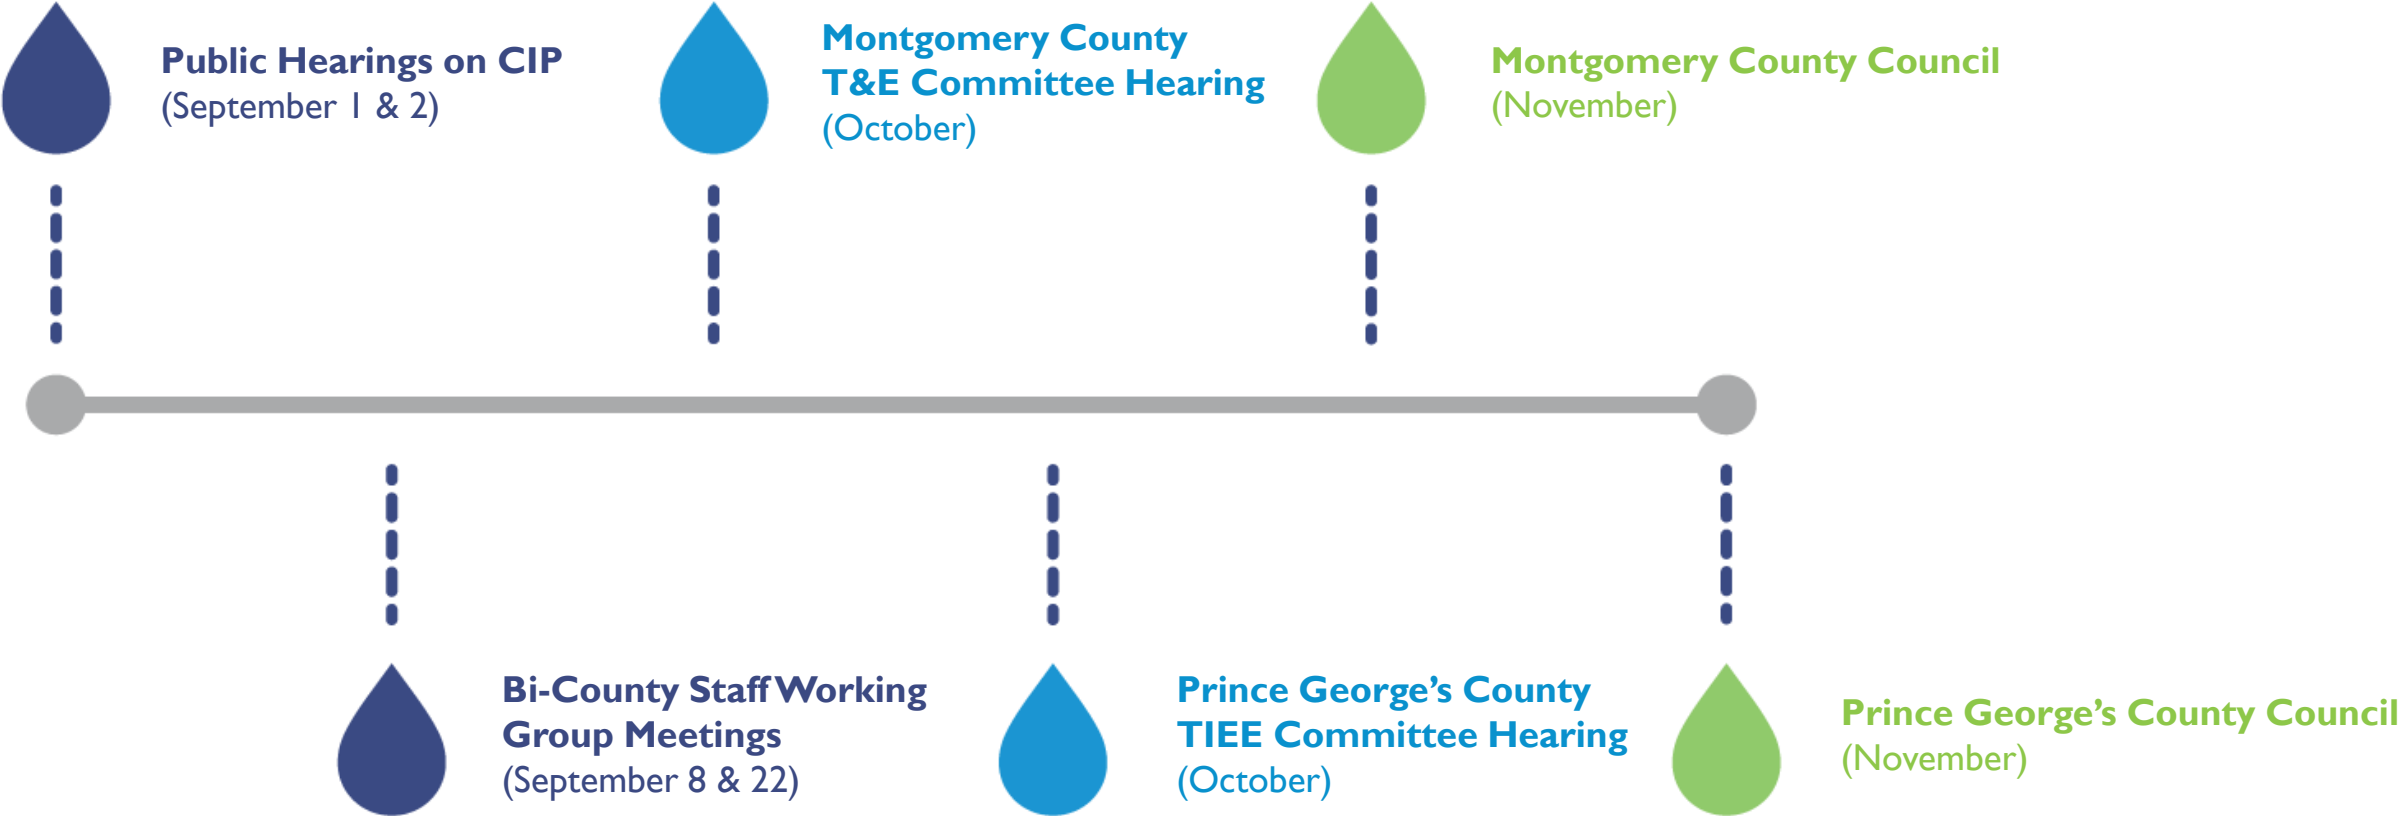 Public Hearings on CIP
(September 1 & 2)
Montgomery County
T&E Committee Hearing
(October)
Montgomery County Council
(November)
Bi-County Staff Working
Group Meetings
(September 8 & 22)
Prince George’s County
TIEE Committee Hearing
(October)
Prince George’s County Council
(November)